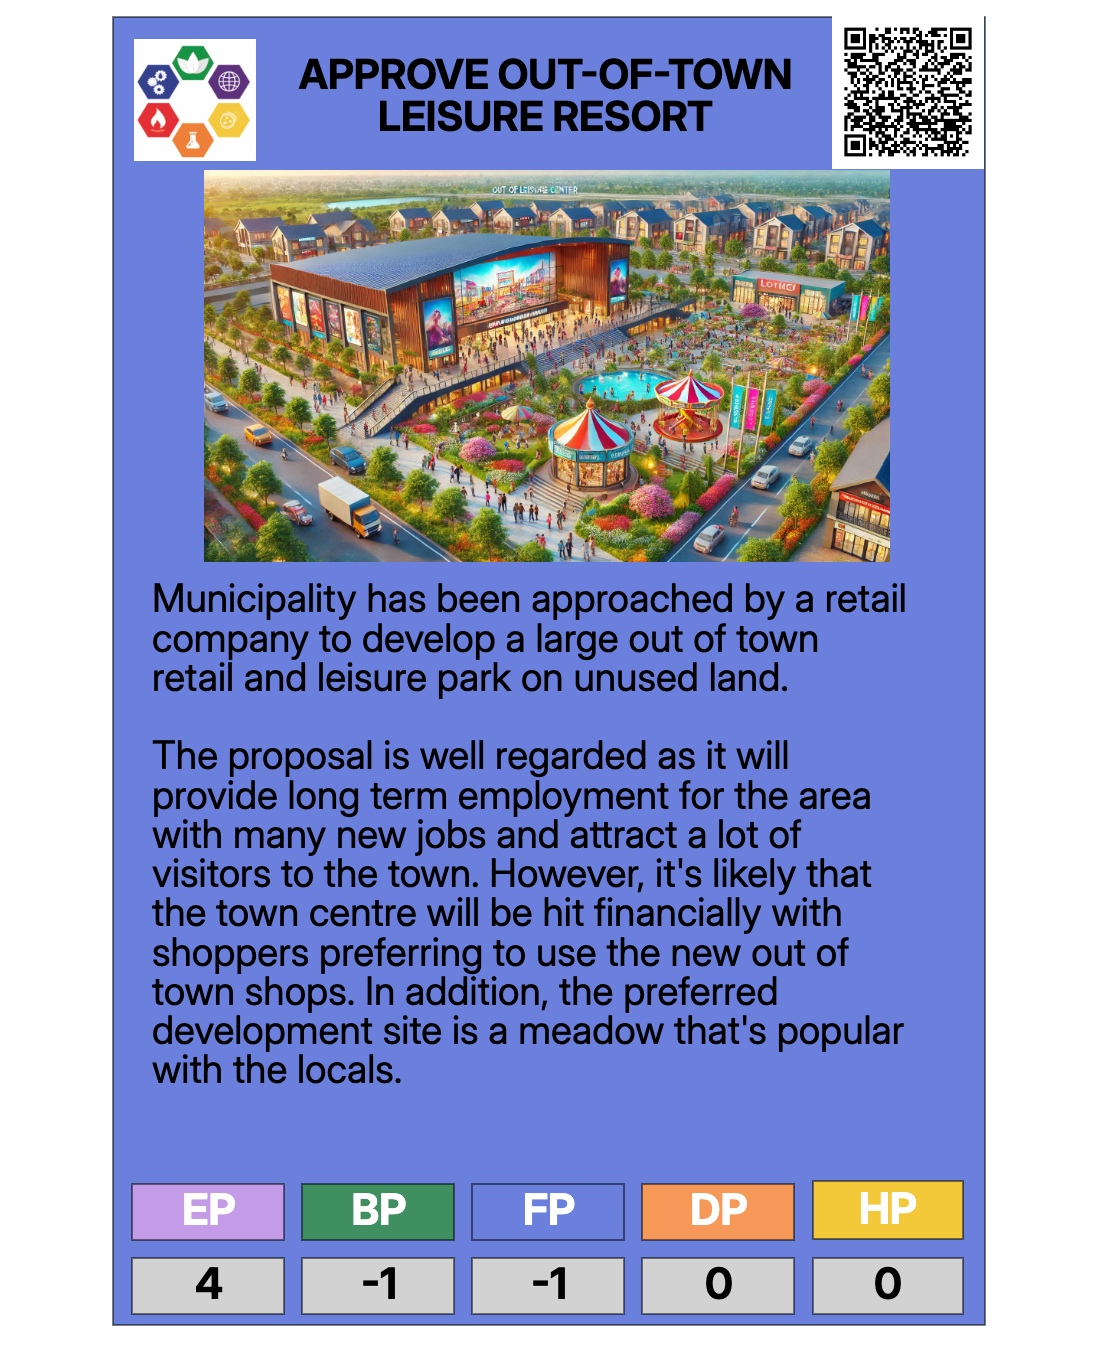 APPROVE OUT-OF-TOWN
LEISURE RESORT
OUT OF LEISURE CENTER
Municipality has been approached by a retail
company to develop a large out of town
retail and leisure park on unused land.
The proposal is well regarded as it will
provide long term employment for the area
with many new jobs and attract a lot of
visitors to the town. However, it's likely that
the town centre will be hit financially with
shoppers preferring to use the new out of
town shops. In addition, the preferred
development site is a meadow that's popular
with the locals.
EP BP FP DP HP
4 -1 -1 0 0